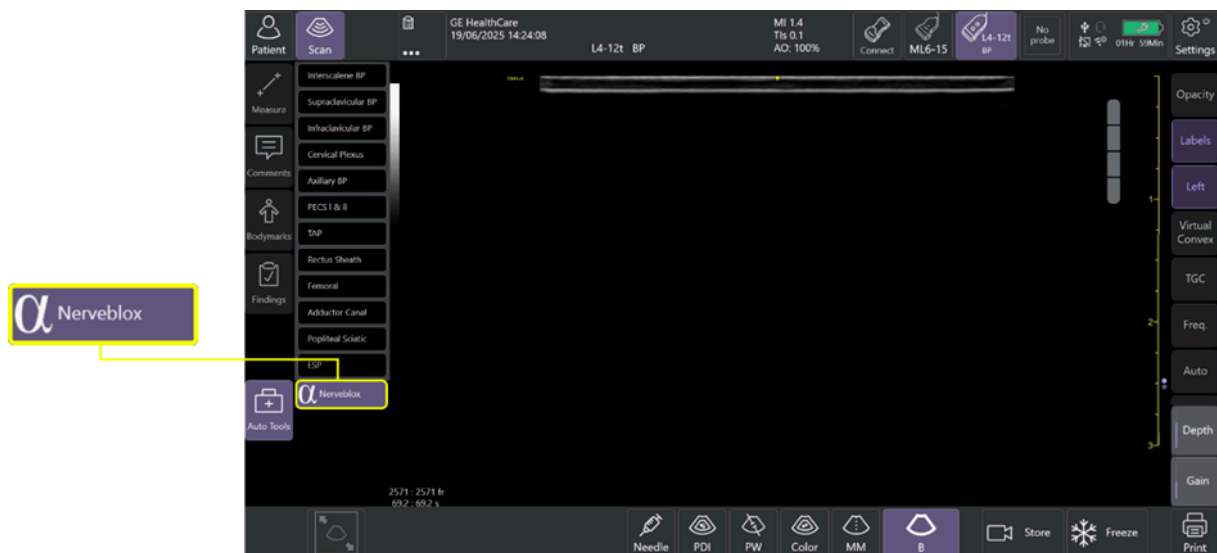 Patient
Scan
...
GE HealthCare
19/06/2025 14:24:08
L4-12t BP
MI 1.4
TIs 0.1
AO: 100%
Connect
ML6-15
L4-12t
BP
No
probe
01Hr 59Min
Settings
Measure
Comments
Bodymarks
Findings
Auto Tools
Interscalene BP
Supraclavicular BP
Infraclavicular BP
Cervical Plexus
Axillary BP
PECS I & II
TAP
Rectus Sheath
Femoral
Adductor Canal
Popliteal Sciatic
ESP
α Nerveblox
α Nerveblox
1
2
3
Opacity
Labels
Left
Virtual
Convex
TGC
Freq.
Auto
Depth
Gain
2571 : 2571 fr
69.2 : 69.2 s
Needle
PDI
PW
Color
MM
B
Store
Freeze
Print